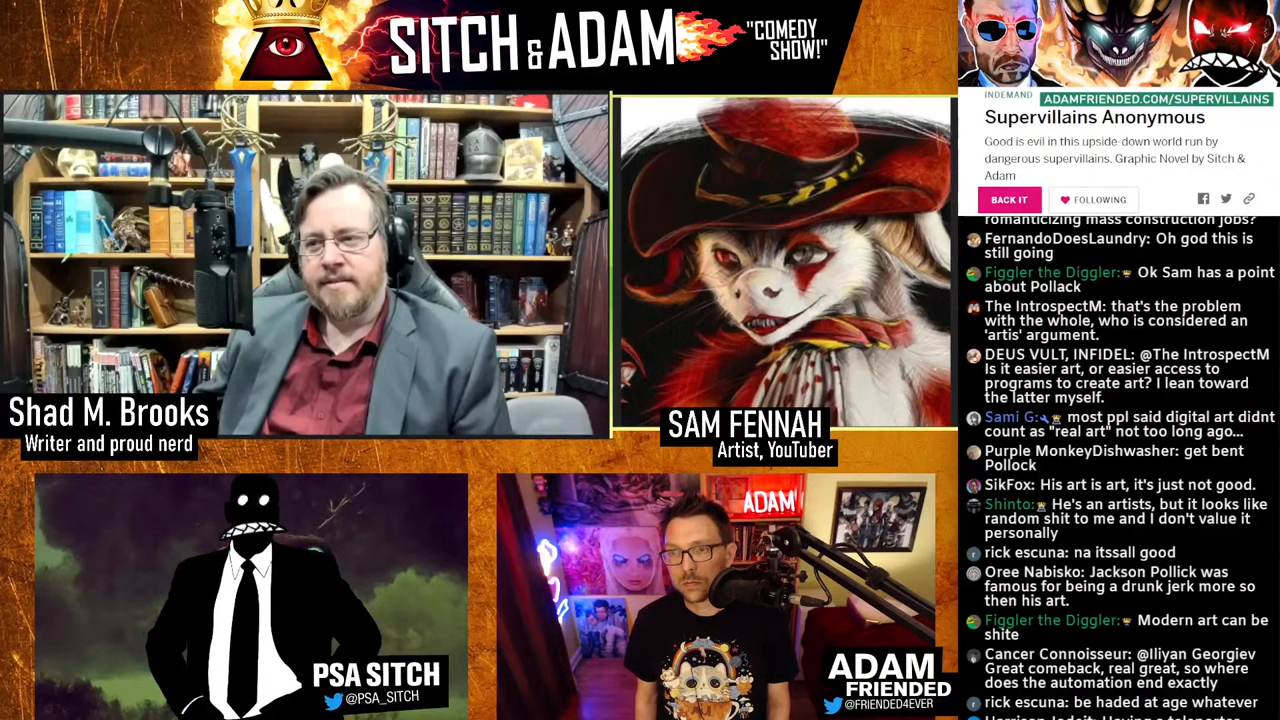 SITCH & ADAM
"COMEDY
SHOW!"
INDEMAND
ADAMFRIENDED.COM/SUPERVILLAINS
Supervillains Anonymous
Good is evil in this upside-down world run by
dangerous supervillains. Graphic Novel by Sitch &
Adam
BACK IT
FOLLOWING
Shad M. Brooks
Writer and proud nerd
SAM FENNAH
Artist, YouTuber
ADAM
PSA SITCH
@PSA_SITCH
ADAM
FRIENDED
@FRIENDED4EVER
romanticizing mass construction jobs?
FernandoDoesLaundry: Oh god this is
still going
Figgler the Diggler: Ok Sam has a point
about Pollack
The IntrospectM: that's the problem
with the whole, who is considered an
'artis' argument.
DEUS VULT, INFIDEL: @The IntrospectM
Is it easier art, or easier access to
programs to create art? I lean toward
the latter myself.
Sami G: most ppl said digital art didnt
count as "real art" not too long ago...
Purple MonkeyDishwasher: get bent
Pollock
SikFox: His art is art, it's just not good.
Shinto: He's an artists, but it looks like
random shit to me and I don't value it
personally
rick escuna: na itssall good
Oree Nabisko: Jackson Pollick was
famous for being a drunk jerk more so
then his art.
Figgler the Diggler: Modern art can be
shite
Cancer Connoisseur: @Iliyan Georgiev
Great comeback, real great, so where
does the automation end exactly
rick escuna: be haded at age whatever